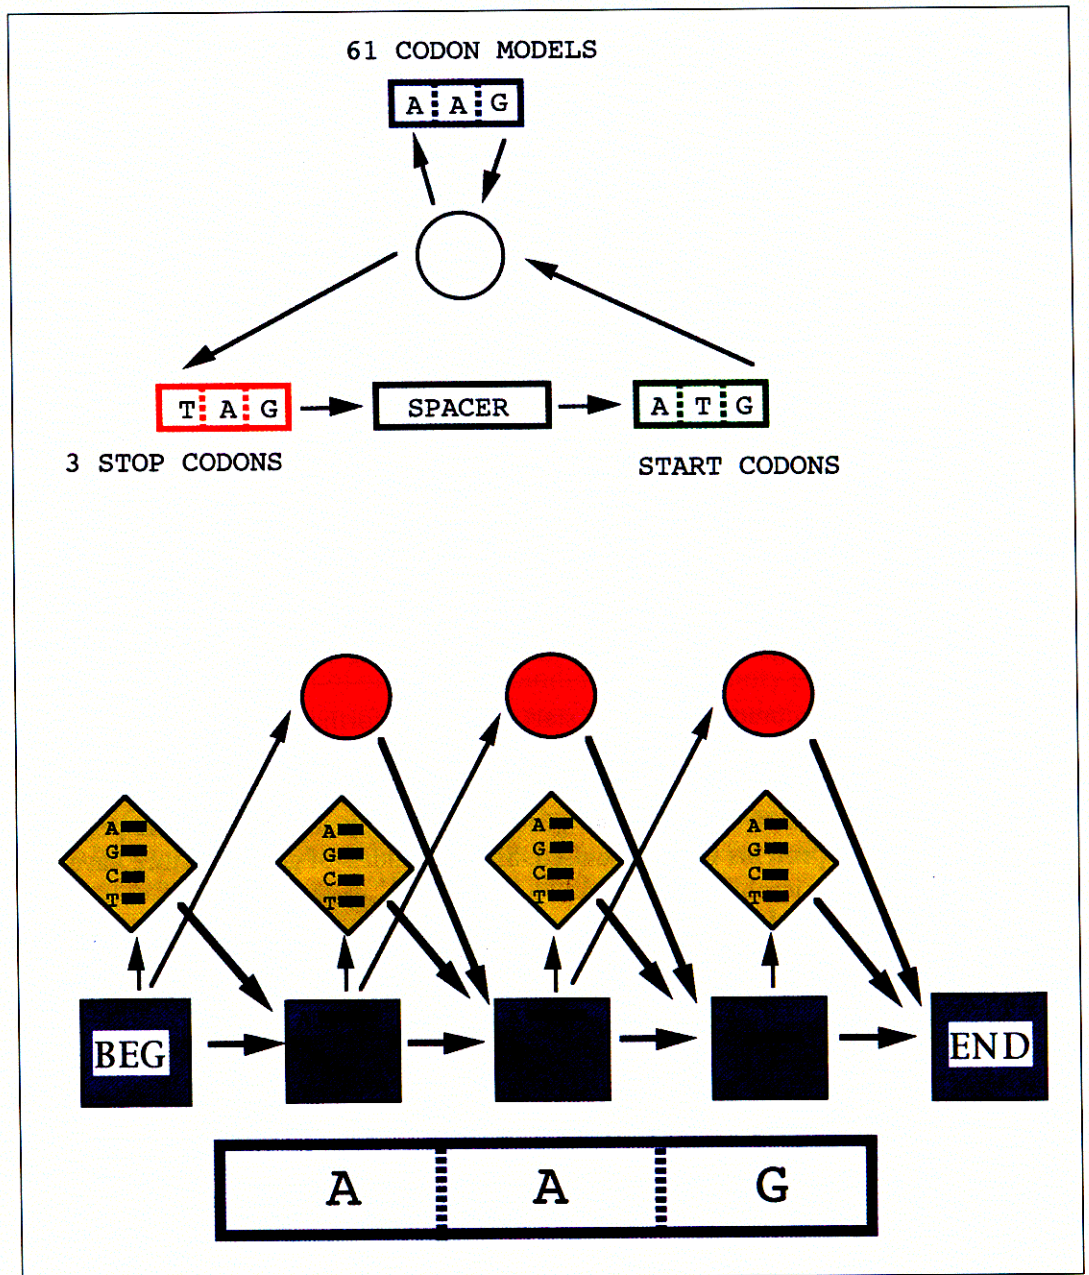 61 CODON MODELS
A A G
T A G
SPACER
A T G
3 STOP CODONS
START CODONS
A
G
C
T
A
G
C
T
A
G
C
T
A
G
C
T
BEG
END
A A G